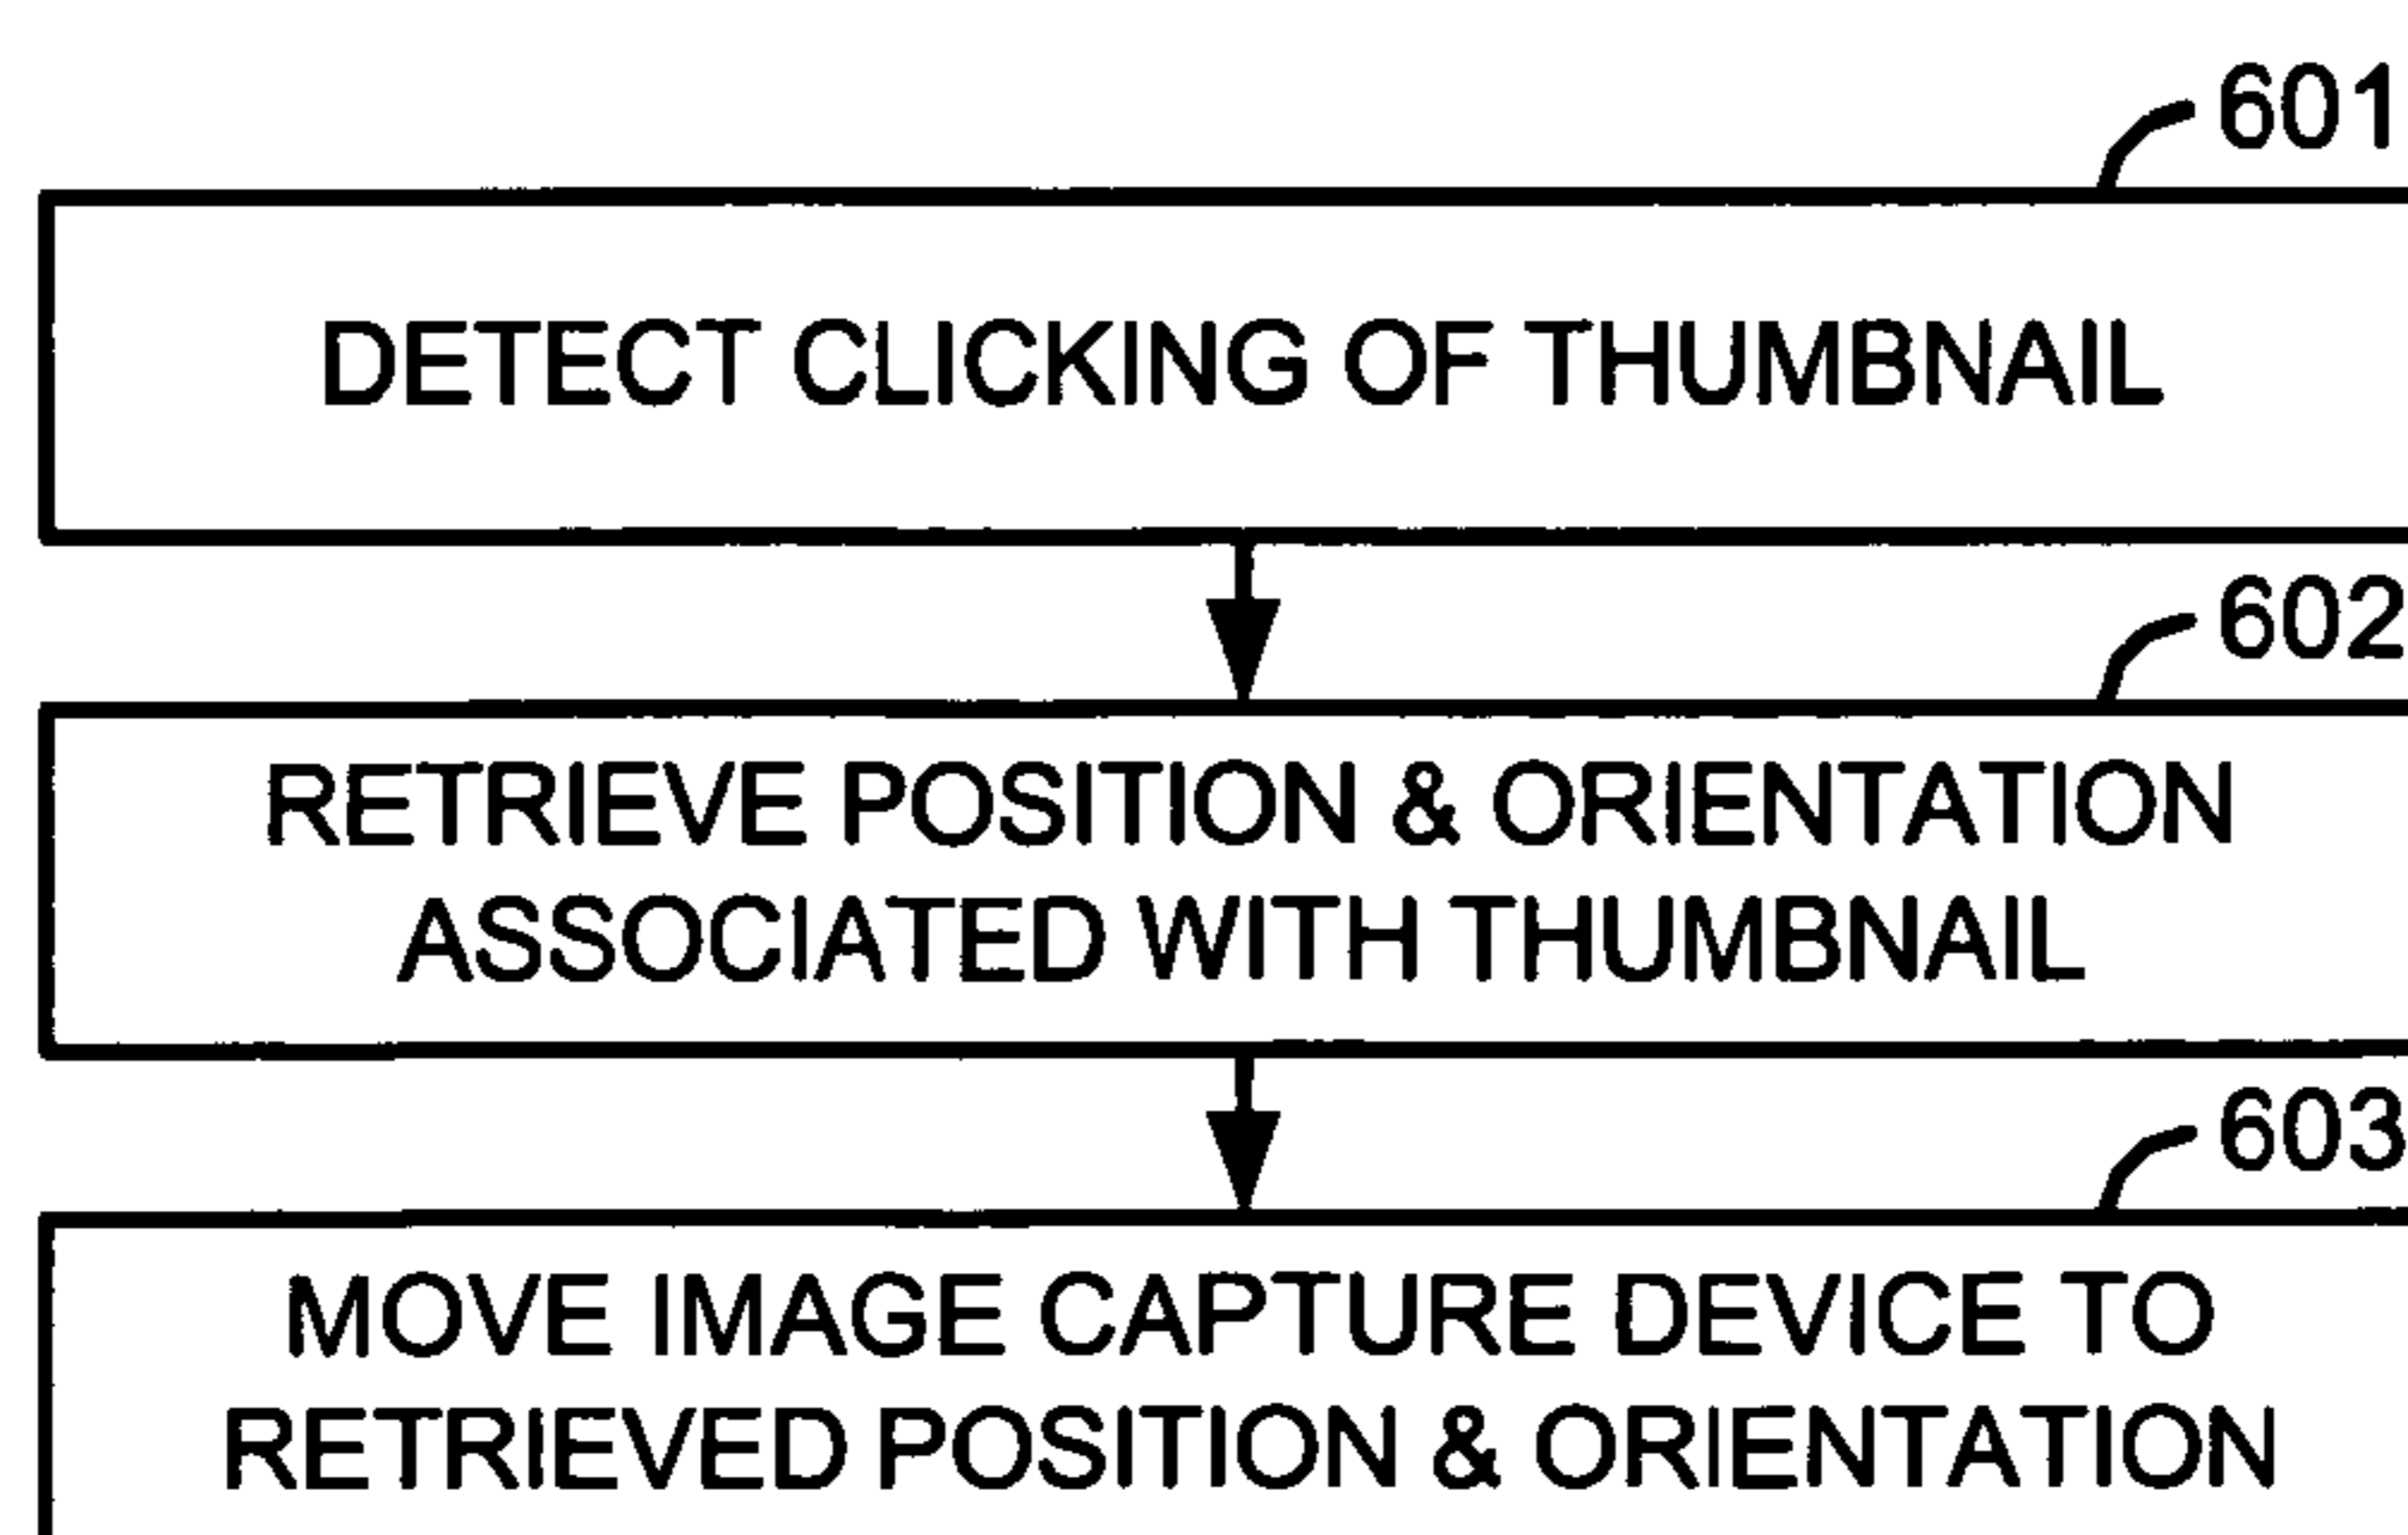 601
DETECT CLICKING OF THUMBNAIL
602
RETRIEVE POSITION & ORIENTATION
ASSOCIATED WITH THUMBNAIL
603
MOVE IMAGE CAPTURE DEVICE TO
RETRIEVED POSITION & ORIENTATION